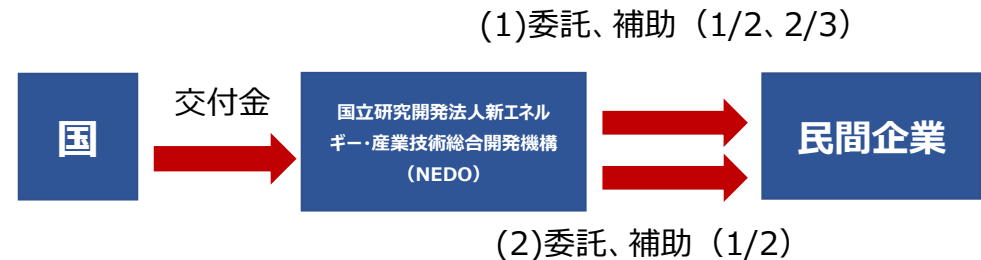 (1)委託、補助（1/2、2/3）
国
交付金
国立研究開発法人新エネル
ギー・産業技術総合開発機構
（NEDO）
民間企業
(2)委託、補助（1/2）